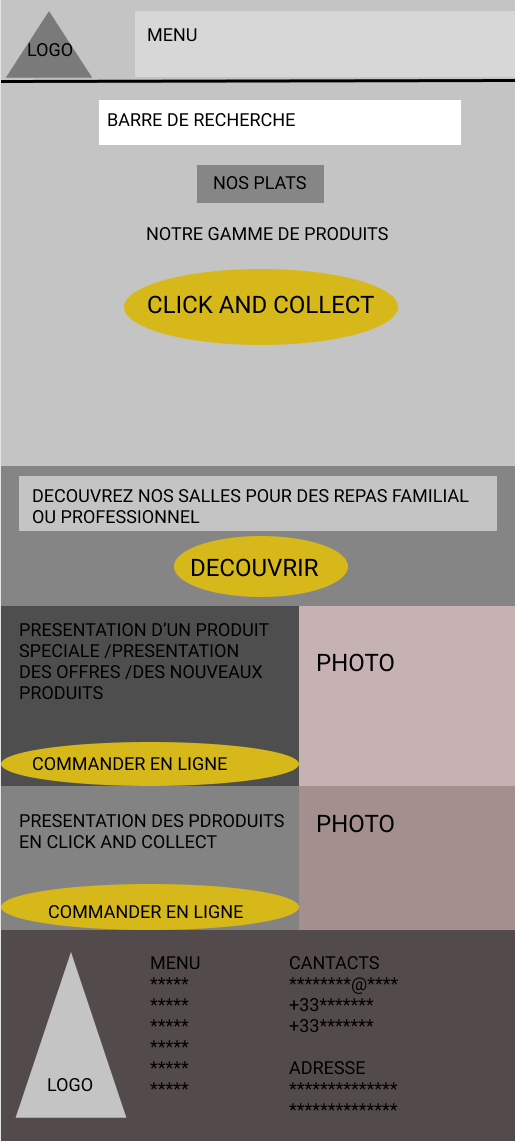 LOGO
MENU
BARRE DE RECHERCHE
NOS PLATS
NOTRE GAMME DE PRODUITS
CLICK AND COLLECT
DECOUVREZ NOS SALLES POUR DES REPAS FAMILIAL
OU PROFESSIONNEL
DECOUVRIR
PRESENTATION D'UN PRODUIT
SPECIALE /PRESENTATION
DES OFFRES /DES NOUVEAUX
PRODUITS
PHOTO
COMMANDER EN LIGNE
PRESENTATION DES PDRODUITS
EN CLICK AND COLLECT
PHOTO
COMMANDER EN LIGNE
LOGO
MENU
*****
*****
*****
*****
*****
*****
CANTACTS
********@****
+33*******
+33*******
ADRESSE
**************
**************